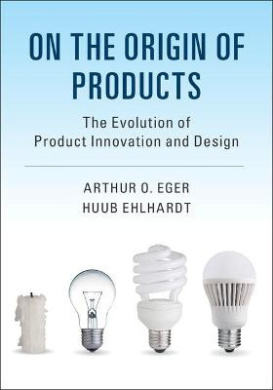 ON THE ORIGIN OF
PRODUCTS
The Evolution of
Product Innovation and Design
ARTHUR O. EGER
HUUB EHLHARDT